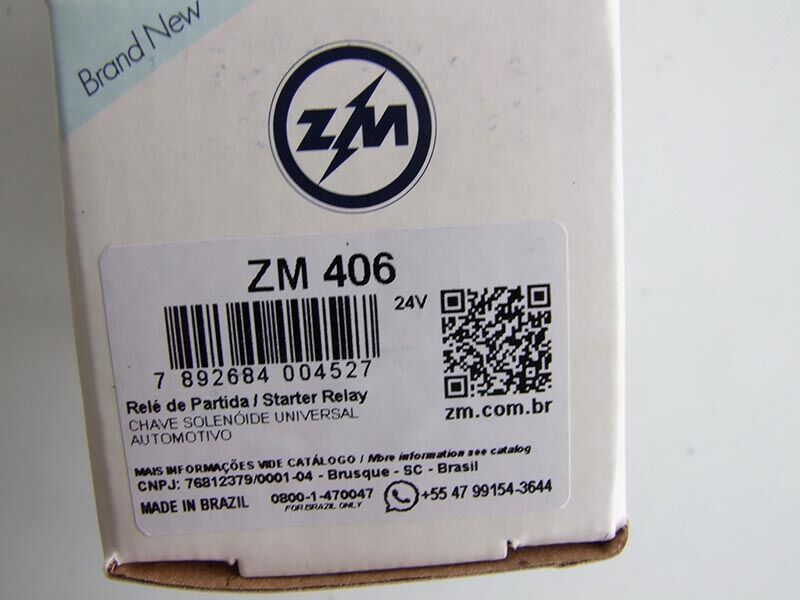 Brand New
ZM
ZM 406
24V
7 892684 004527
Relé de Partida / Starter Relay
CHAVE SOLENÓIDE UNIVERSAL
AUTOMOTIVO
zm.com.br
MAIS INFORMAÇÕES VIDE CATÁLOGO / More information see catalog
CNPJ: 76812379/0001-04 - Brusque - SC - Brasil
MADE IN BRAZIL
0800-1-470047
FOR BRAZIL ONLY
+55 47 99154-3644